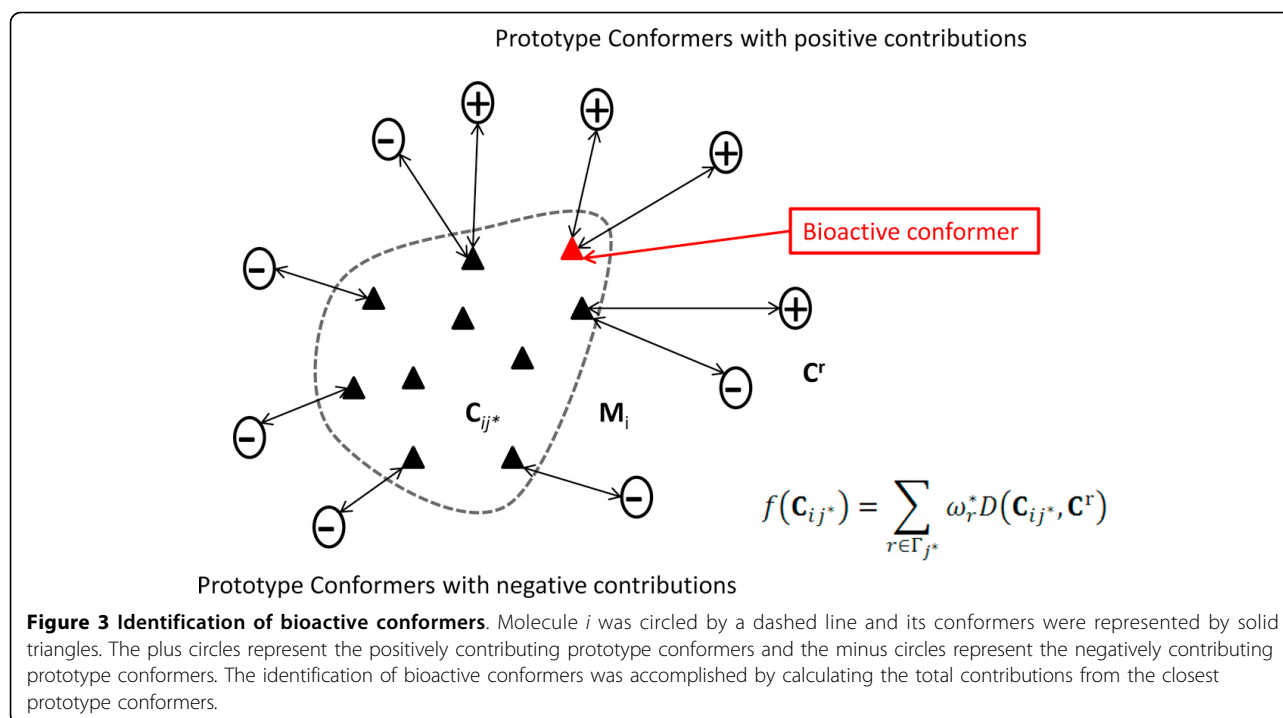 Prototype Conformers with positive contributions
+
+
-
+
Bioactive conformer
-
+
Cʳ
-
C_ij*
M_i
-
-
-
-
f(C_ij*) = ∑_{r∈Γ_j*} ω_r^* D(C_ij*, Cʳ)
Prototype Conformers with negative contributions
Figure 3 Identification of bioactive conformers. Molecule i was circled by a dashed line and its conformers were represented by solid
triangles. The plus circles represent the positively contributing prototype conformers and the minus circles represent the negatively contributing
prototype conformers. The identification of bioactive conformers was accomplished by calculating the total contributions from the closest
prototype conformers.